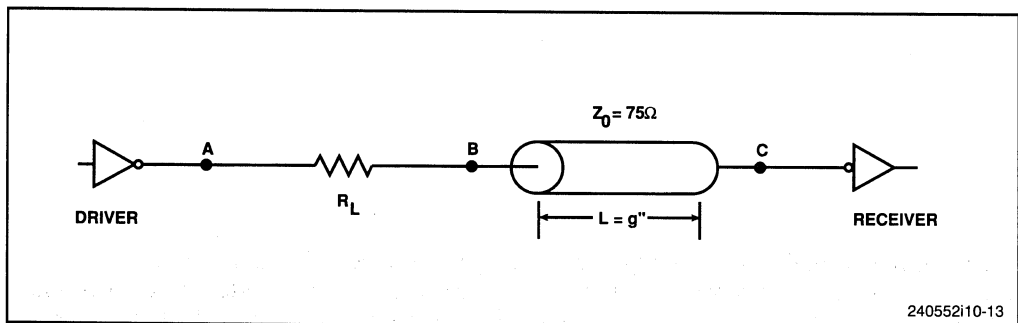 Z0 = 75Ω
A
B
C
RL
DRIVER
L = g"
RECEIVER
240552i10-13